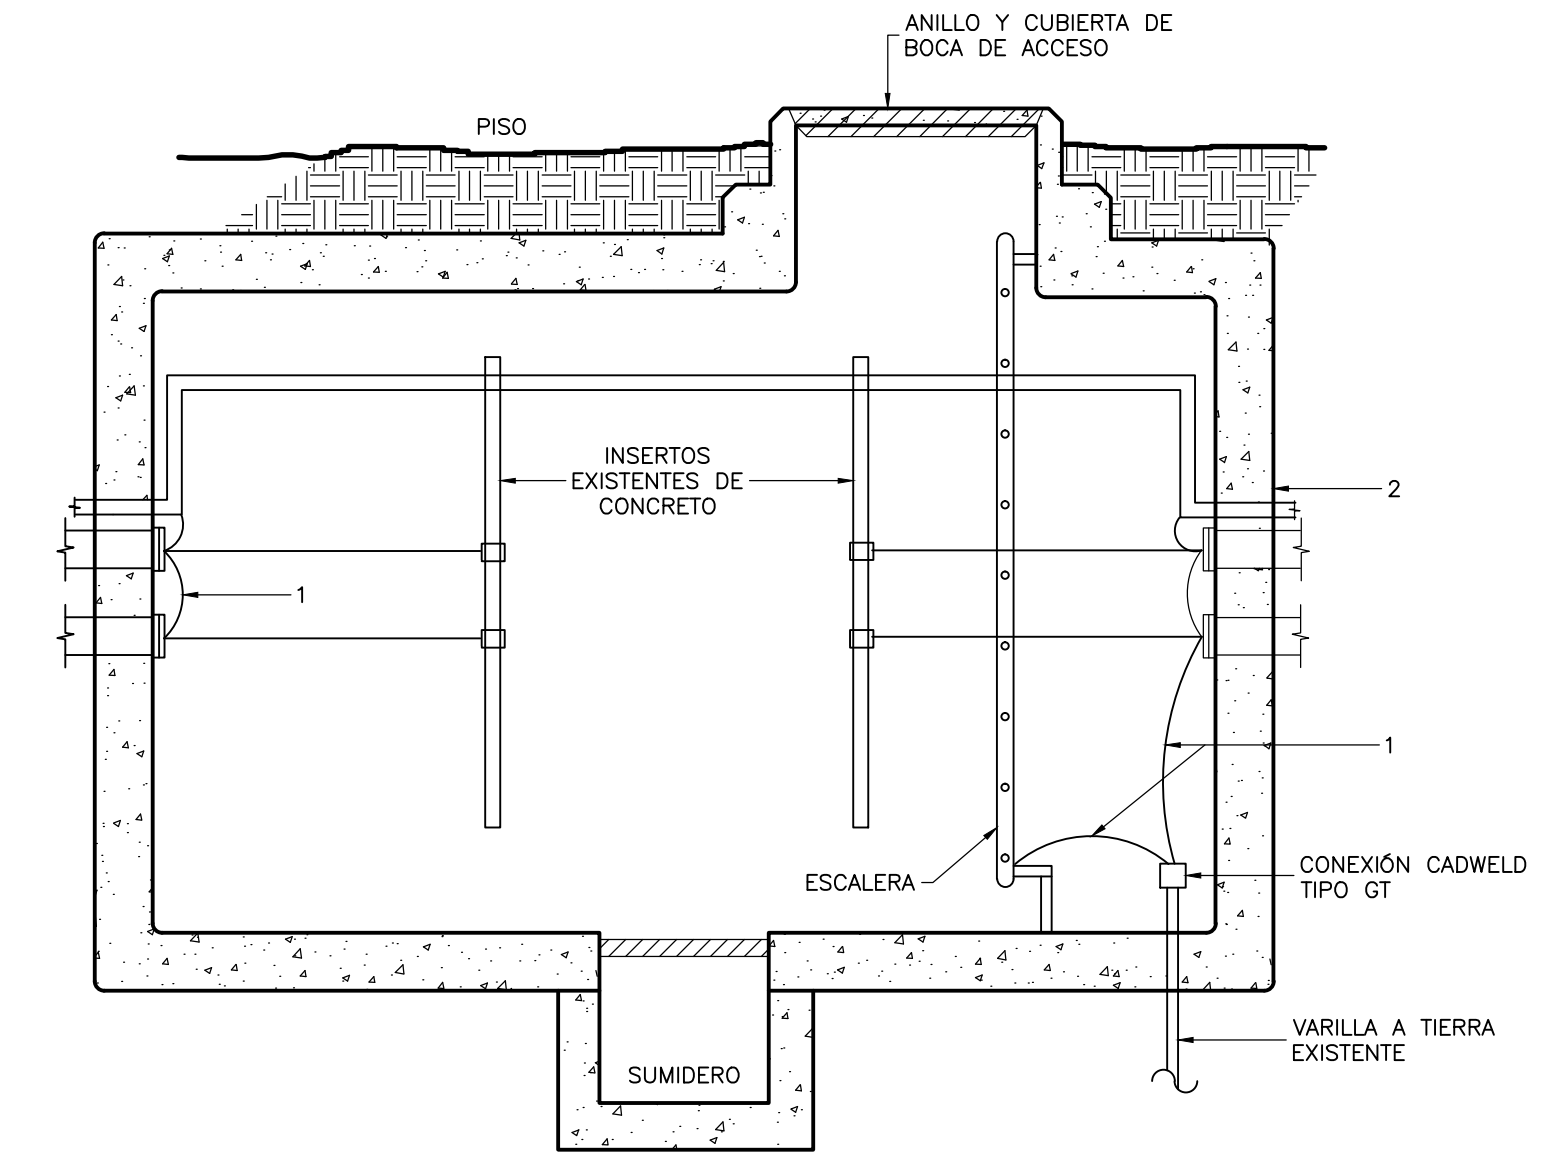 ANILLO Y CUBIERTA DE
BOCA DE ACCESO
PISO
INSERTOS
EXISTENTES DE
CONCRETO
2
1
1
ESCALERA
CONEXIÓN CADWELD
TIPO GT
VARILLA A TIERRA
EXISTENTE
SUMIDERO